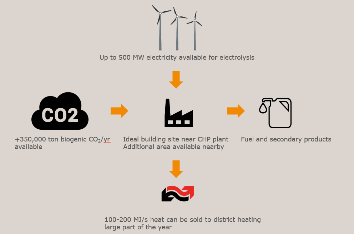 Up to 500 MW electricity available for electrolysis
CO2
+350,000 ton biogenic CO₂/yr
available
Ideal building site near CHP plant
Additional area available nearby
Fuel and secondery products
100-200 MJ/s heat can be sold to district heating
large part of the year